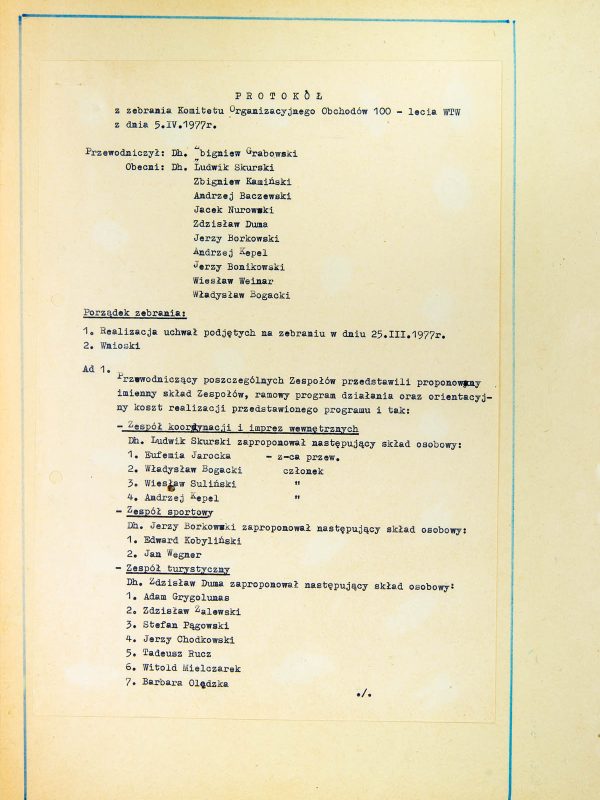 P R O T O K Ó Ł
z zebrania Komitetu Organizacyjnego Obchodów 100 - lecia WTW
z dnia 5.IV.1977r.
Przewodniczył: Dh. Zbigniew Grabowski
Obecni: Dh. Ludwik Skurski
Zbigniew Kamiński
Andrzej Baczewski
Jacek Nurowski
Zdzisław Duma
Jerzy Borkowski
Andrzej Kepel
Jerzy Bonikowski
Wiesław Weinar
Władysław Bogacki
Porządek zebrania:
1. Realizacja uchwał podjętych na zebraniu w dniu 25.III.1977r.
2. Wnioski
Ad 1.
Przewodniczący poszczególnych Zespołów przedstawili proponowany
imienny skład Zespołów, ramowy program działania oraz orientacyj-
ny koszt realizacji przedstawionego programu i tak:
- Zespół koordynacji i imprez wewnętrznych
Dh. Ludwik Skurski zaproponował następujący skład osobowy:
1. Eufemia Jarocka - z-ca przew.
2. Władysław Bogacki członek
3. Wiesław Suliński "
4. Andrzej Kepel "
- Zespół sportowy
Dh. Jerzy Borkowski zaproponował następujący skład osobowy:
1. Edward Kobyliński
2. Jan Wegner
- Zespół turystyczny
Dh. Zdzisław Duma zaproponował następujący skład osobowy:
1. Adam Grygolunas
2. Zdzisław Zalewski
3. Stefan Pągowski
4. Jerzy Chodkowski
5. Tadeusz Rucz
6. Witold Mielczarek
7. Barbara Olędzka
./.